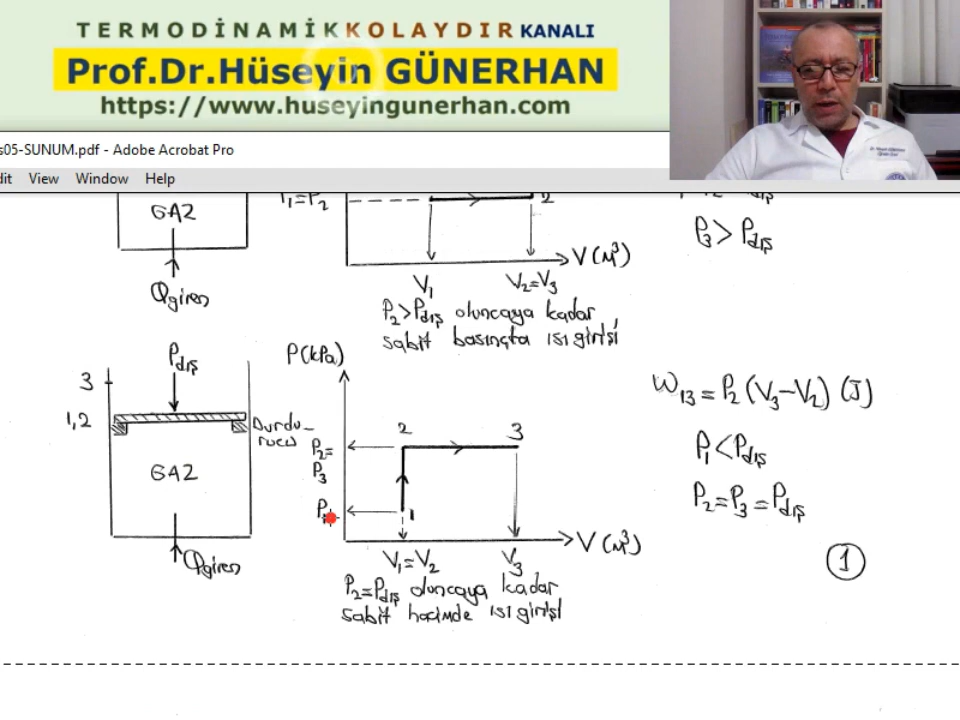 TERMODİNAMİKKOLAYDIR KANALI
Prof.Dr.Hüseyin GÜNERHAN
https://www.huseyingunerhan.com
s05-SUNUM.pdf - Adobe Acrobat Pro
dit View Window Help
GAZ
Qgiren
P₁=P₂
2
V(m³)
V₁
V₂=V₃
P₃>Pdış
P₂>Pdış oluncaya kadar
sabit basınçta ısı girişi
Pdış
3
1,2
Durdu-
rucu
GAZ
Qgiren
P(kPa)
2
3
P₂=
P₃
P₁
1
V(m³)
V₁=V₂
V₃
P₂=Pdış oluncaya kadar
sabit hacimde ısı girişi
W₁₃=P₂(V₃-V₂)(J)
P₁<Pdış
P₂=P₃=Pdış
1